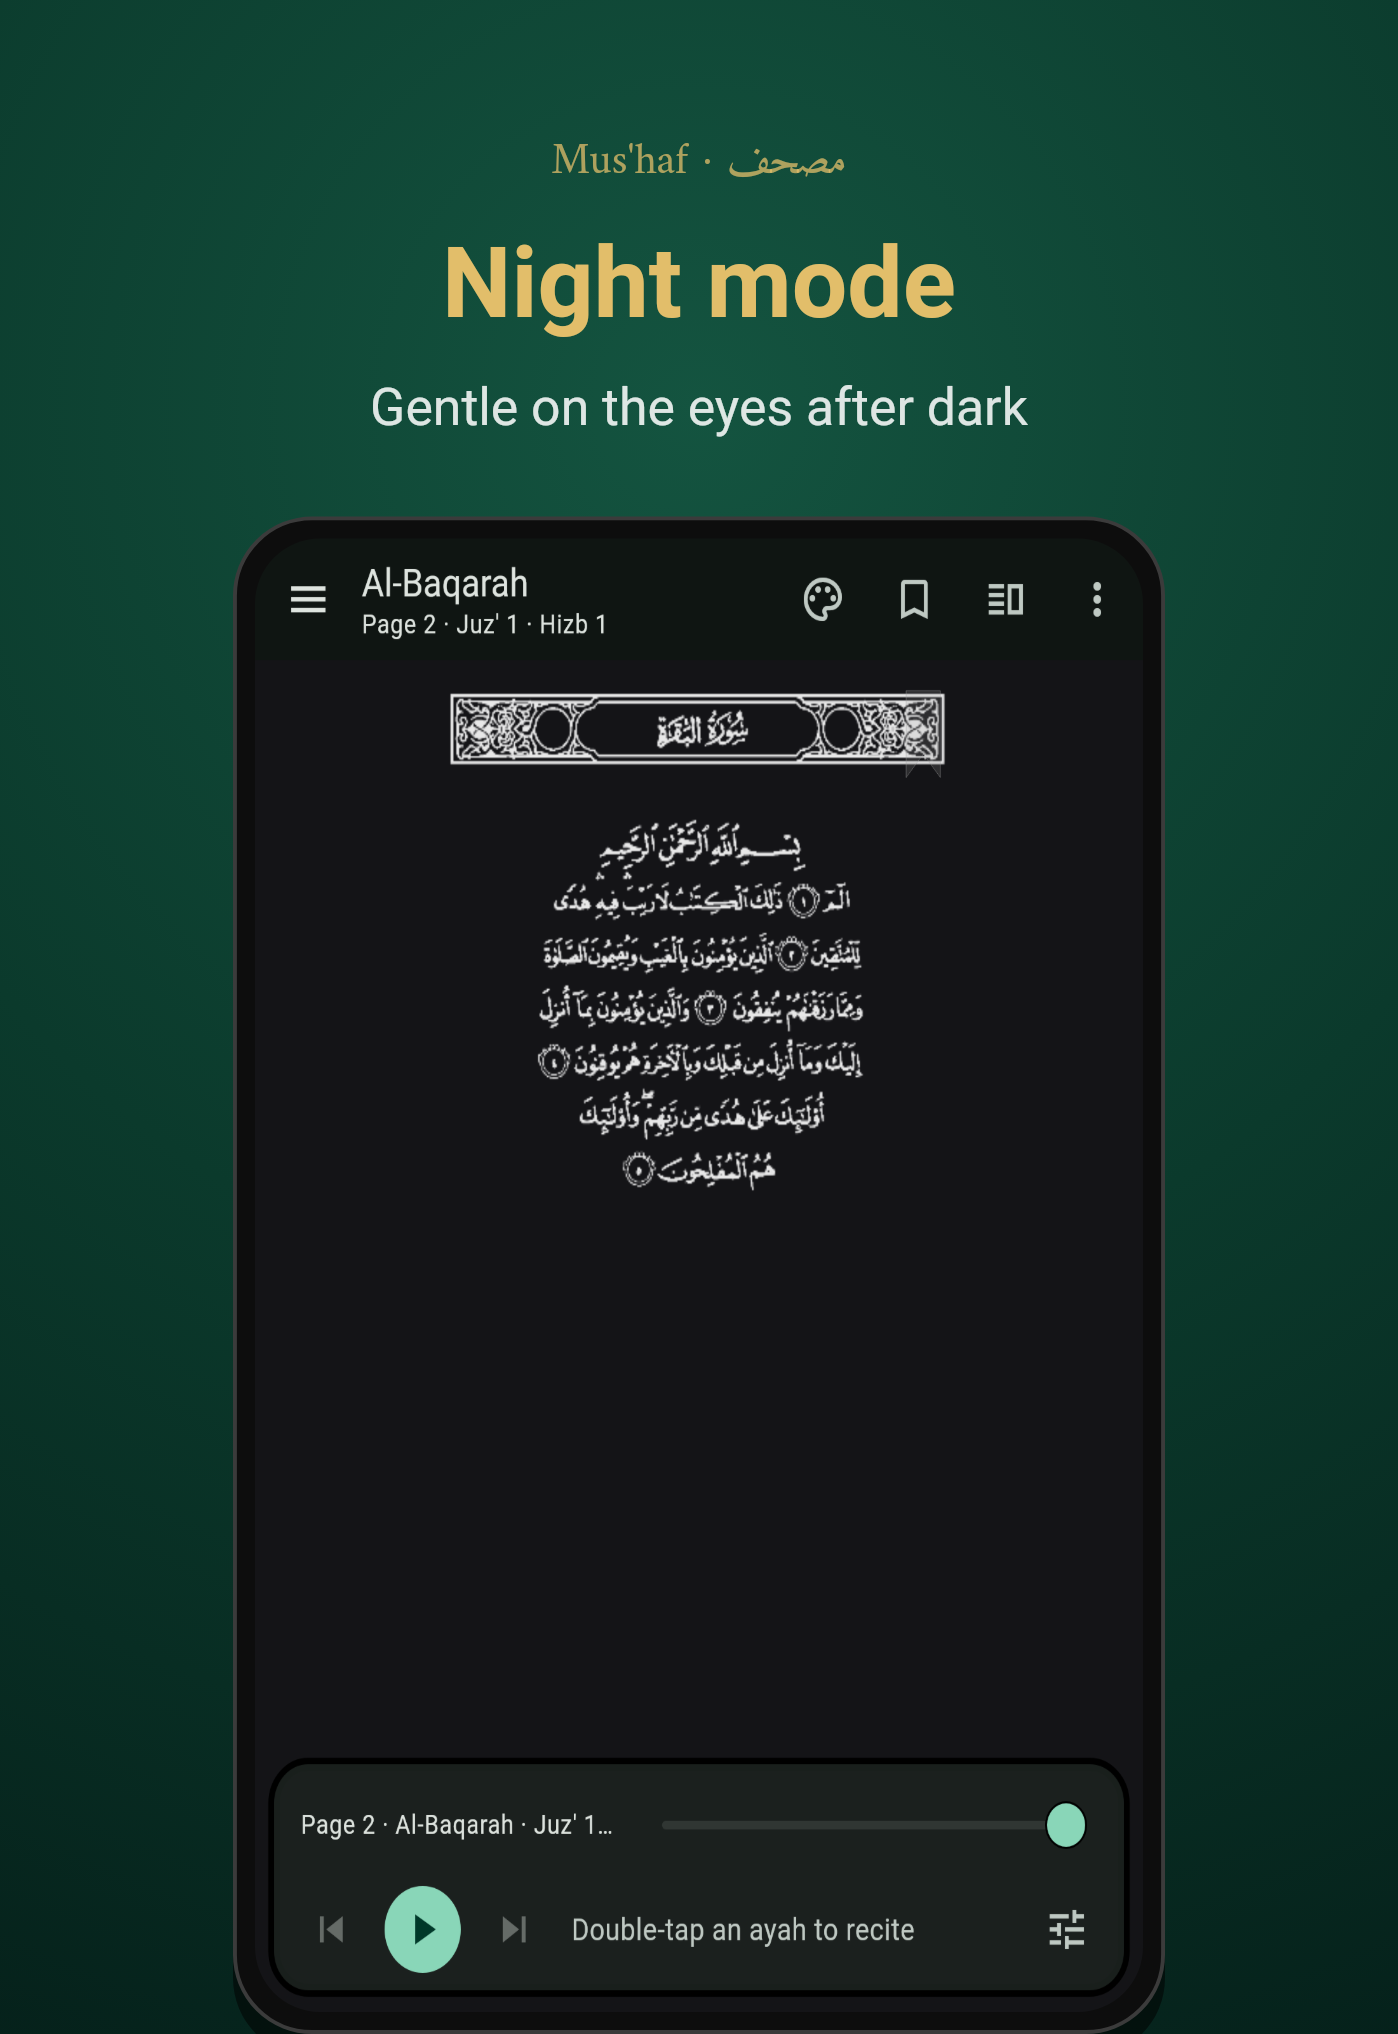 Mus'haf · مصحف
Night mode
Gentle on the eyes after dark
Al-Baqarah
Page 2 · Juz' 1 · Hizb 1
سُورَةُ البَقَرَةِ
بِسْمِ ٱللَّهِ ٱلرَّحْمَٰنِ ٱلرَّحِيمِ
الٓمٓ ١ ذَٰلِكَ ٱلْكِتَٰبُ لَا رَيْبَ ۛ فِيهِ ۛ هُدًى
لِّلْمُتَّقِينَ ٢ ٱلَّذِينَ يُؤْمِنُونَ بِٱلْغَيْبِ وَيُقِيمُونَ ٱلصَّلَوٰةَ
وَمِمَّا رَزَقْنَٰهُمْ يُنفِقُونَ ٣ وَٱلَّذِينَ يُؤْمِنُونَ بِمَآ أُنزِلَ
إِلَيْكَ وَمَآ أُنزِلَ مِن قَبْلِكَ وَبِٱلْءَاخِرَةِ هُمْ يُوقِنُونَ ٤
أُو۟لَٰٓئِكَ عَلَىٰ هُدًى مِّن رَّبِّهِمْ ۖ وَأُو۟لَٰٓئِكَ
هُمُ ٱلْمُفْلِحُونَ ٥
Page 2 · Al-Baqarah · Juz' 1…
Double-tap an ayah to recite